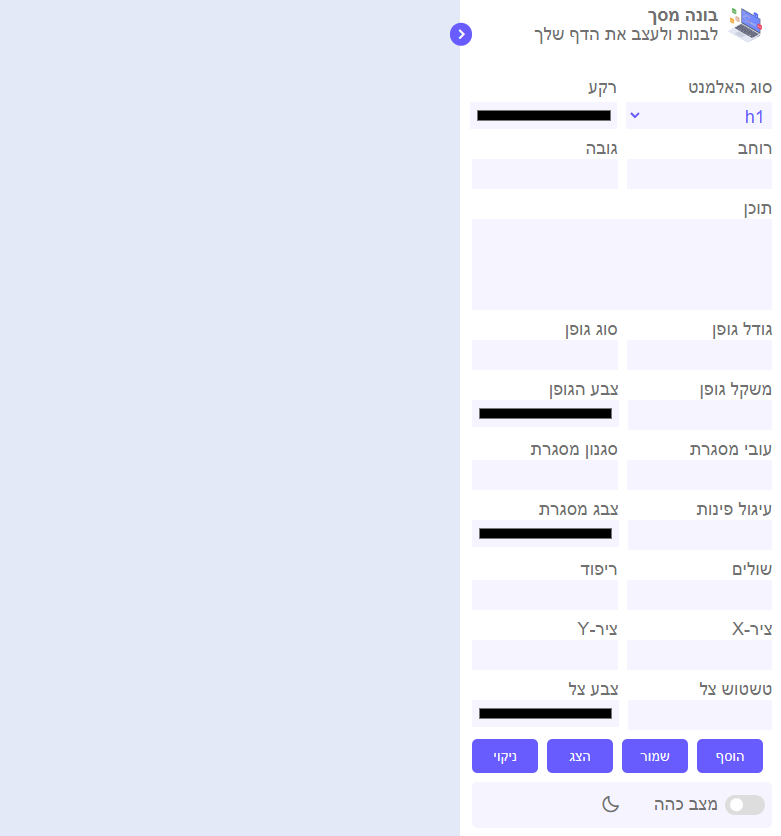 בונה מסך
לבנות ולעצב את הדף שלך
סוג האלמנט רקע
h1
רוחב גובה
תוכן
גודל גופן סוג גופן
משקל גופן צבע הגופן
עובי מסגרת סגנון מסגרת
עיגול פינות צבג מסגרת
שולים ריפוד
ציר-X ציר-Y
טשטוש צל צבע צל
הוסף שמור הצג ניקוי
מצב כהה